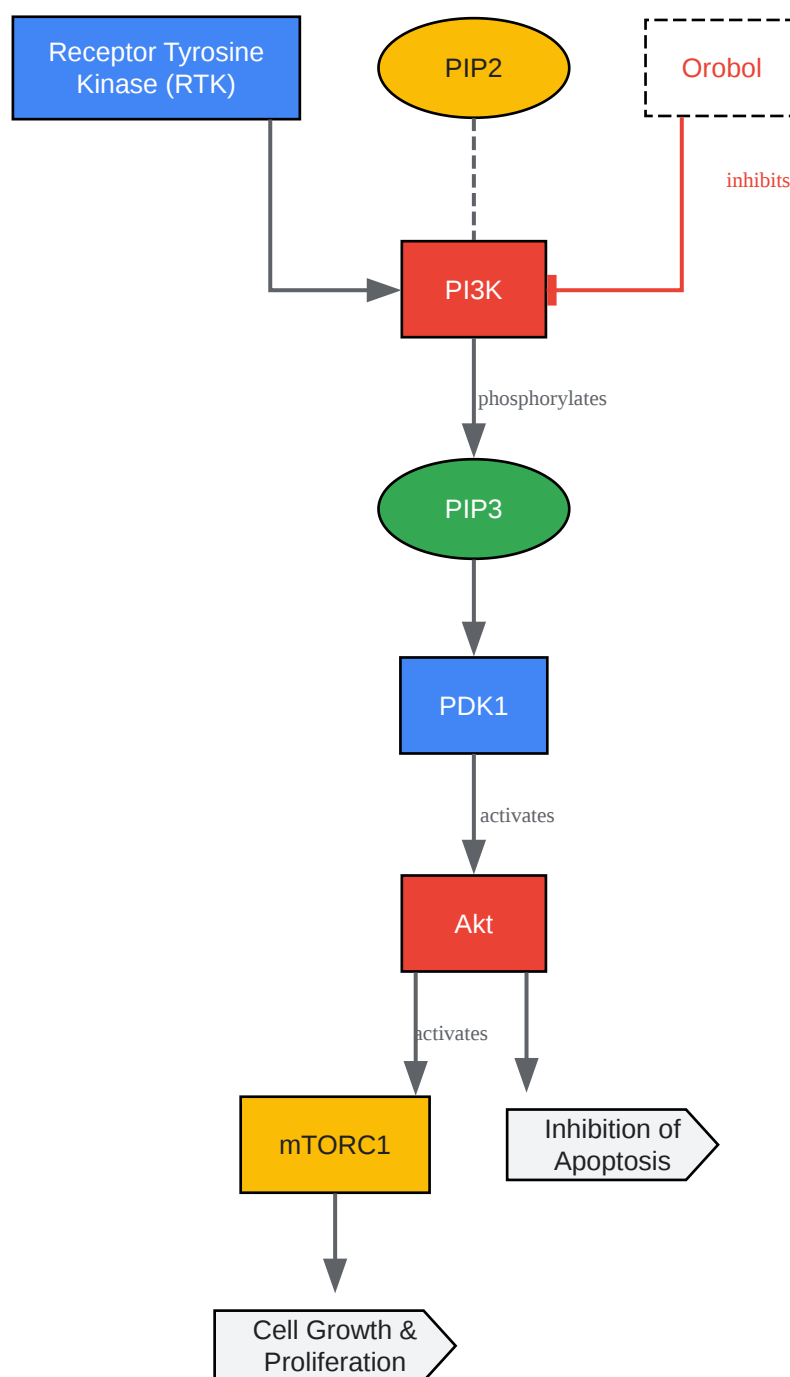 Receptor Tyrosine
Kinase (RTK)
PIP2
Orobol
inhibits
PI3K
phosphorylates
PIP3
PDK1
activates
Akt
activates
mTORC1
Inhibition of
Apoptosis
Cell Growth &
Proliferation